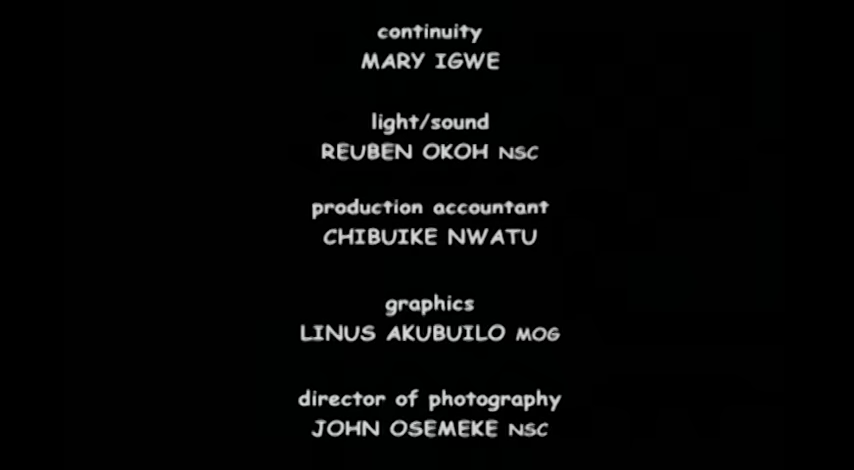 continuity
MARY IGWE
light/sound
REUBEN OKOH NSC
production accountant
CHIBUIKE NWATU
graphics
LINUS AKUBUILO MOG
director of photography
JOHN OSEMEKE NSC